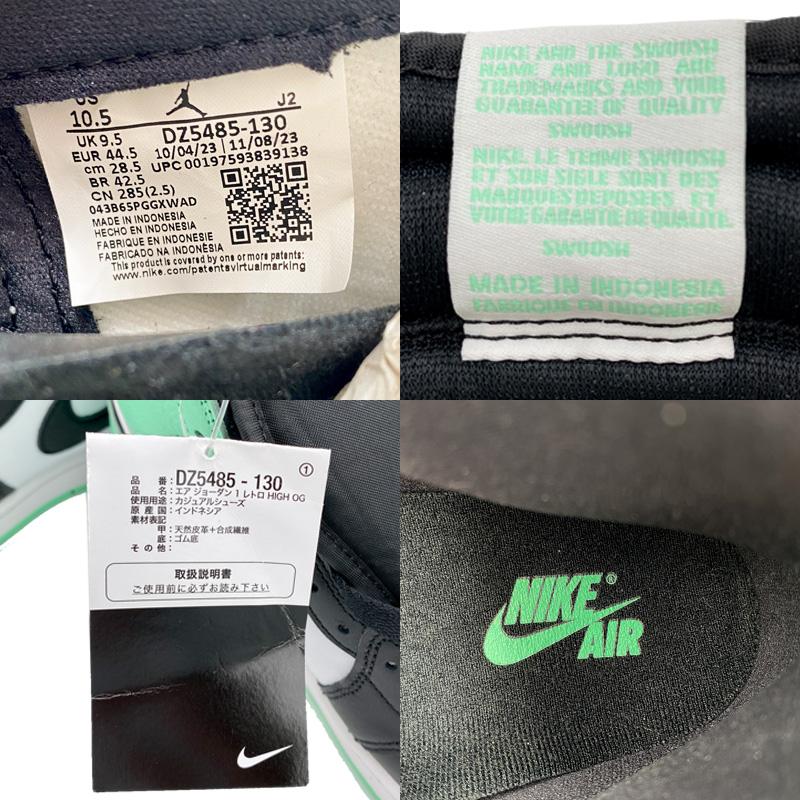 US
10.5
J2
UK 9.5
DZ5485-130
EUR 44.5
10/04/23 | 11/08/23
cm 28.5
UPC 00197593839138
BR 42.5
CN 285(2.5)
043B65PGGXWAD
MADE IN INDONESIA
HECHO EN INDONESIA
FABRIQUE EN INDONESIE
FABRICADO NA INDONÉSIA
This product is covered by one or more patents:
www.nike.com/patentsvirtualmarking
NIKE AND THE SWOOSH
NAME AND LOGO ARE
TRADEMARKS AND YOUR
GUARANTEE OF QUALITY
SWOOSH
NIKE, LE TERME SWOOSH
ET SON SIGLE SONT DES
MARQUES DEPOSEES, ET
VOTRE GARANTIE DE QUALITE.
SWOOSH
MADE IN INDONESIA
FABRIQUE EN INDONESIE
①
品 番: DZ5485 - 130
品 名: エア ジョーダン 1 レトロ HIGH OG
使用用途: カジュアルシューズ
原 産 国: インドネシア
素材表記
甲: 天然皮革+合成繊維
底: ゴム底
そ の 他:
取扱説明書
ご使用前に必ずお読み下さい
NIKE®
AIR